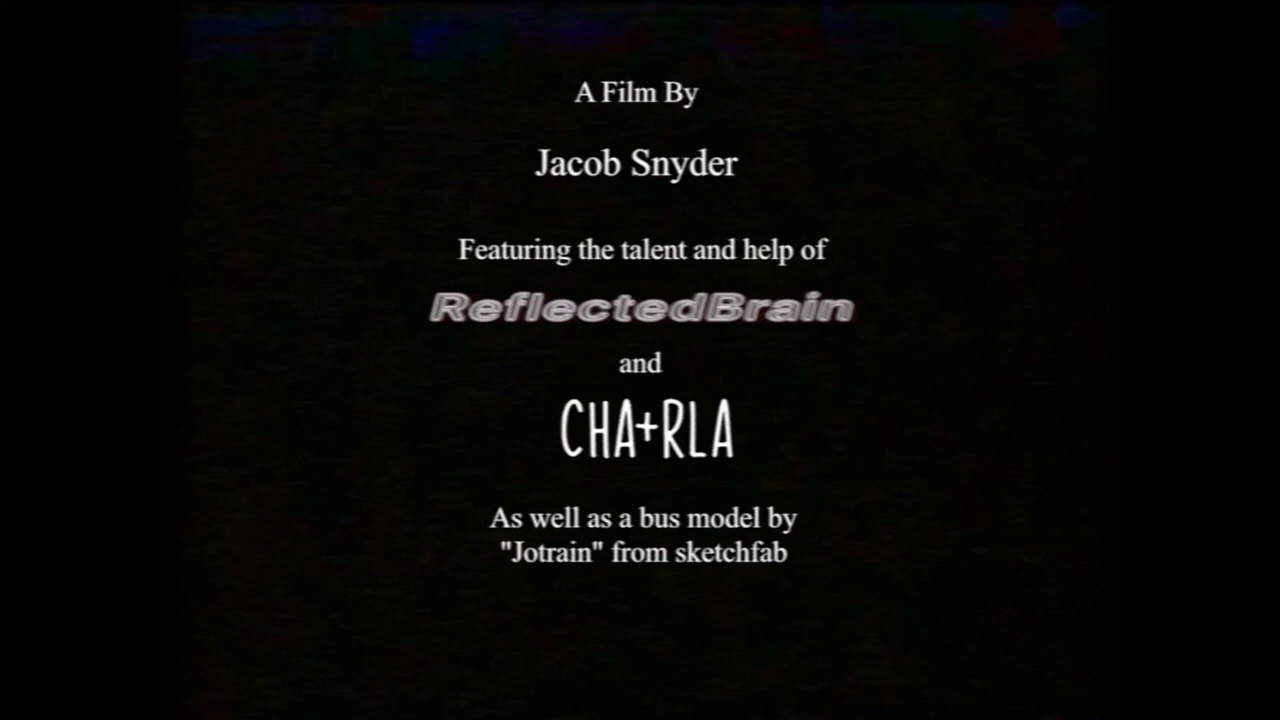 A Film By
Jacob Snyder
Featuring the talent and help of
ReflectedBrain
and
CHA+RLA
As well as a bus model by
"Jotrain" from sketchfab